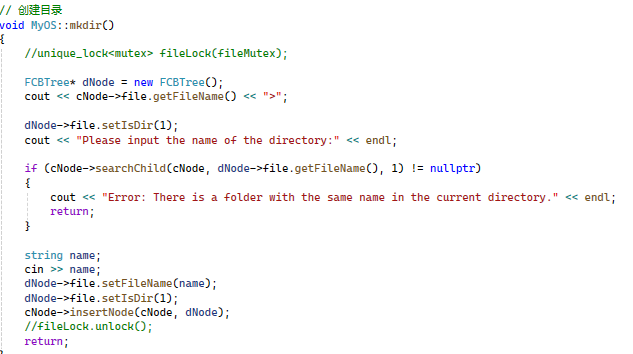 // 创建目录
void MyOS::mkdir()
{
//unique_lock<mutex> fileLock(fileMutex);
FCBTree* dNode = new FCBTree();
cout << cNode->file.getFileName() << ">";
dNode->file.setIsDir(1);
cout << "Please input the name of the directory:" << endl;
if (cNode->searchChild(cNode, dNode->file.getFileName(), 1) != nullptr)
{
cout << "Error: There is a folder with the same name in the current directory." << endl;
return;
}
string name;
cin >> name;
dNode->file.setFileName(name);
dNode->file.setIsDir(1);
cNode->insertNode(cNode, dNode);
//fileLock.unlock();
return;
}